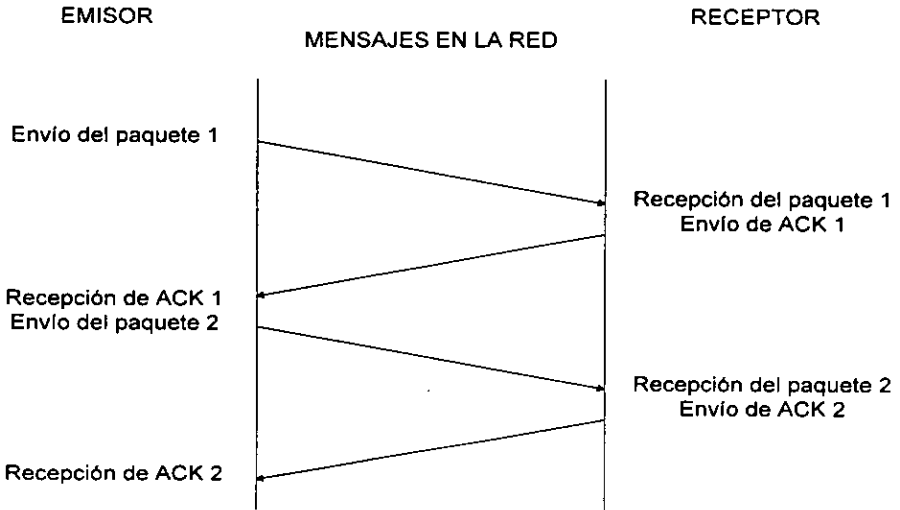 EMISOR
RECEPTOR
MENSAJES EN LA RED
Envío del paquete 1
Recepción del paquete 1
Envío de ACK 1
Recepción de ACK 1
Envío del paquete 2
Recepción del paquete 2
Envío de ACK 2
Recepción de ACK 2